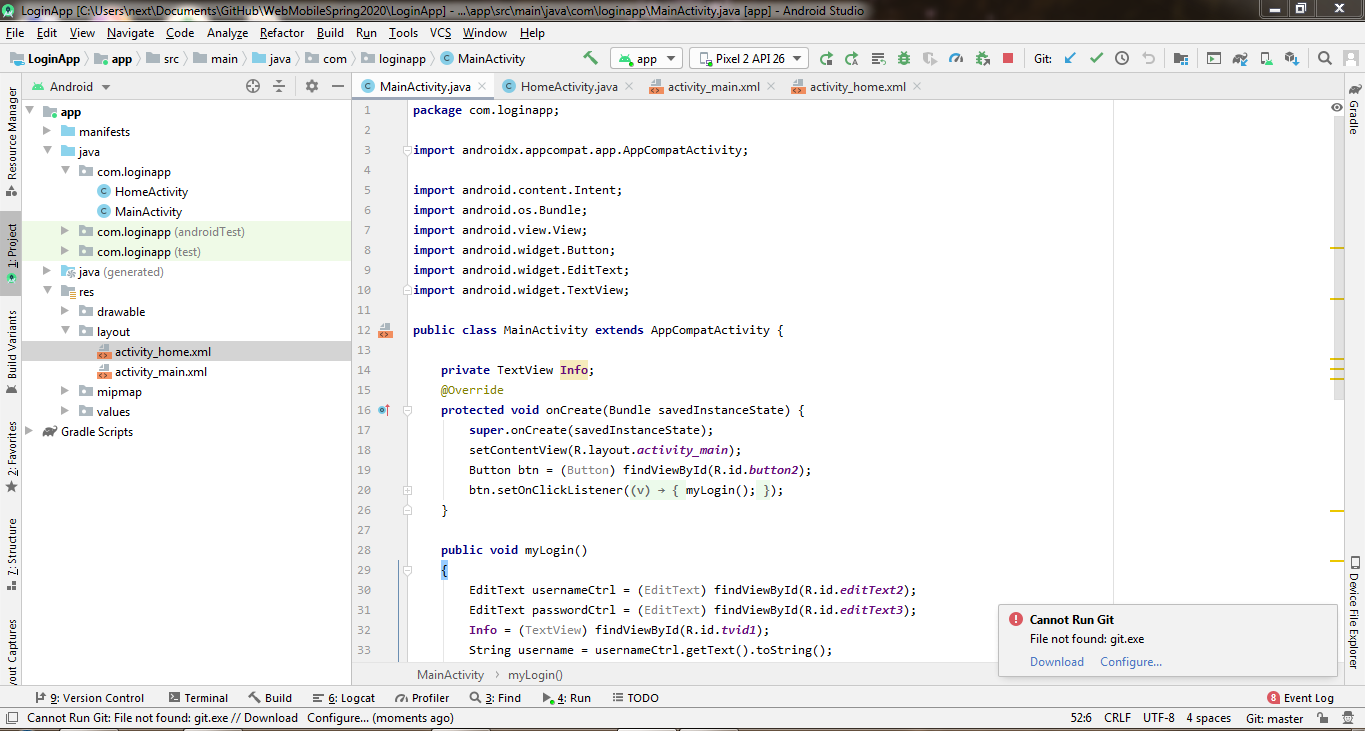 LoginApp [C:\Users\next\Documents\GitHub\WebMobileSpring2020\LoginApp] - ...\app\src\main\java\com\loginapp\MainActivity.java [app] - Android Studio
File Edit View Navigate Code Analyze Refactor Build Run Tools VCS Window Help
LoginApp app src main java com loginapp MainActivity app Pixel 2 API 26 Git:
Android
MainActivity.java HomeActivity.java activity_main.xml activity_home.xml
Resource Manager
1: Project
Build Variants
2: Favorites
7: Structure
yout Captures
app
manifests
java
com.loginapp
HomeActivity
MainActivity
com.loginapp (androidTest)
com.loginapp (test)
java (generated)
res
drawable
layout
activity_home.xml
activity_main.xml
mipmap
values
Gradle Scripts
1 package com.loginapp;
2
3 import androidx.appcompat.app.AppCompatActivity;
4
5 import android.content.Intent;
6 import android.os.Bundle;
7 import android.view.View;
8 import android.widget.Button;
9 import android.widget.EditText;
10 import android.widget.TextView;
11
12 public class MainActivity extends AppCompatActivity {
13
14 private TextView Info;
15 @Override
16 protected void onCreate(Bundle savedInstanceState) {
17 super.onCreate(savedInstanceState);
18 setContentView(R.layout.activity_main);
19 Button btn = (Button) findViewById(R.id.button2);
20 btn.setOnClickListener((v) → { myLogin(); });
26 }
27
28 public void myLogin()
29 {
30 EditText usernameCtrl = (EditText) findViewById(R.id.editText2);
31 EditText passwordCtrl = (EditText) findViewById(R.id.editText3);
32 Info = (TextView) findViewById(R.id.tvid1);
33 String username = usernameCtrl.getText().toString();
MainActivity myLogin()
Gradle
Device File Explorer
Cannot Run Git
File not found: git.exe
Download Configure...
9: Version Control Terminal Build 6: Logcat Profiler 3: Find 4: Run TODO 8 Event Log
Cannot Run Git: File not found: git.exe // Download Configure... (moments ago) 52:6 CRLF UTF-8 4 spaces Git: master